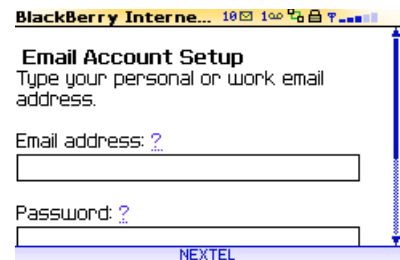 BlackBerry Interne... 10 1
Email Account Setup
Type your personal or work email
address.
Email address: ?
Password: ?
NEXTEL